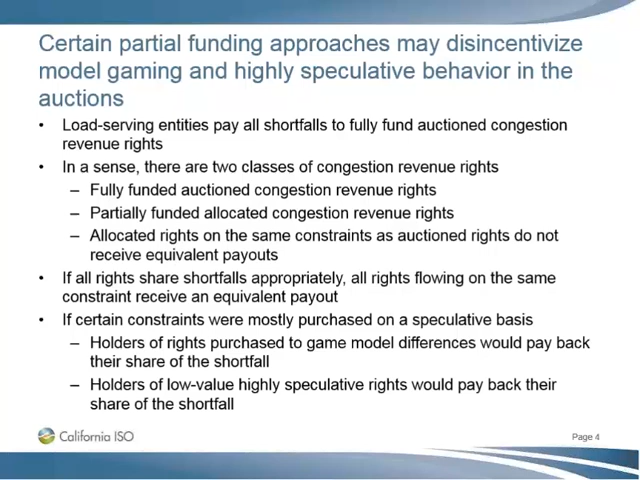 Certain partial funding approaches may disincentivize
model gaming and highly speculative behavior in the
auctions
• Load-serving entities pay all shortfalls to fully fund auctioned congestion
revenue rights
• In a sense, there are two classes of congestion revenue rights
– Fully funded auctioned congestion revenue rights
– Partially funded allocated congestion revenue rights
– Allocated rights on the same constraints as auctioned rights do not
receive equivalent payouts
• If all rights share shortfalls appropriately, all rights flowing on the same
constraint receive an equivalent payout
• If certain constraints were mostly purchased on a speculative basis
– Holders of rights purchased to game model differences would pay back
their share of the shortfall
– Holders of low-value highly speculative rights would pay back their
share of the shortfall
California ISO
Page 4